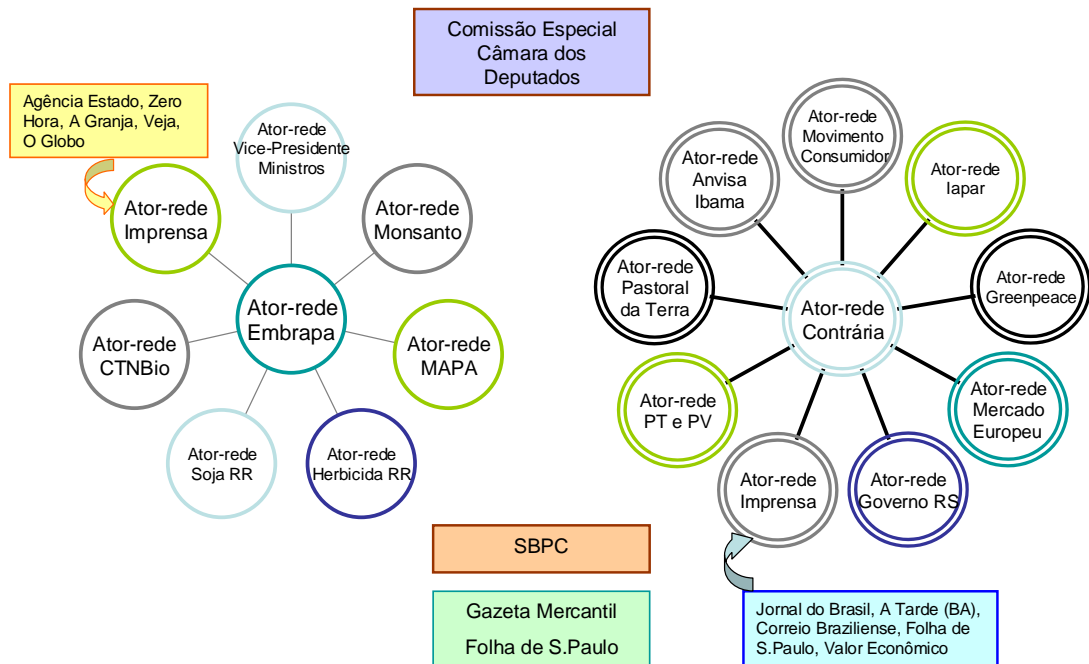 Comissão Especial
Câmara dos
Deputados
Agência Estado, Zero
Hora, A Granja, Veja,
O Globo
Ator-rede
Vice-Presidente
Ministros
Ator-rede
Imprensa
Ator-rede
Monsanto
Ator-rede
Embrapa
Ator-rede
CTNBio
Ator-rede
MAPA
Ator-rede
Soja RR
Ator-rede
Herbicida RR
Ator-rede
Movimento
Consumidor
Ator-rede
Anvisa
Ibama
Ator-rede
Iapar
Ator-rede
Pastoral
da Terra
Ator-rede
Greenpeace
Ator-rede
Contrária
Ator-rede
PT e PV
Ator-rede
Mercado
Europeu
Ator-rede
Imprensa
Ator-rede
Governo RS
SBPC
Gazeta Mercantil
Folha de S.Paulo
Jornal do Brasil, A Tarde (BA),
Correio Braziliense, Folha de
S.Paulo, Valor Econômico